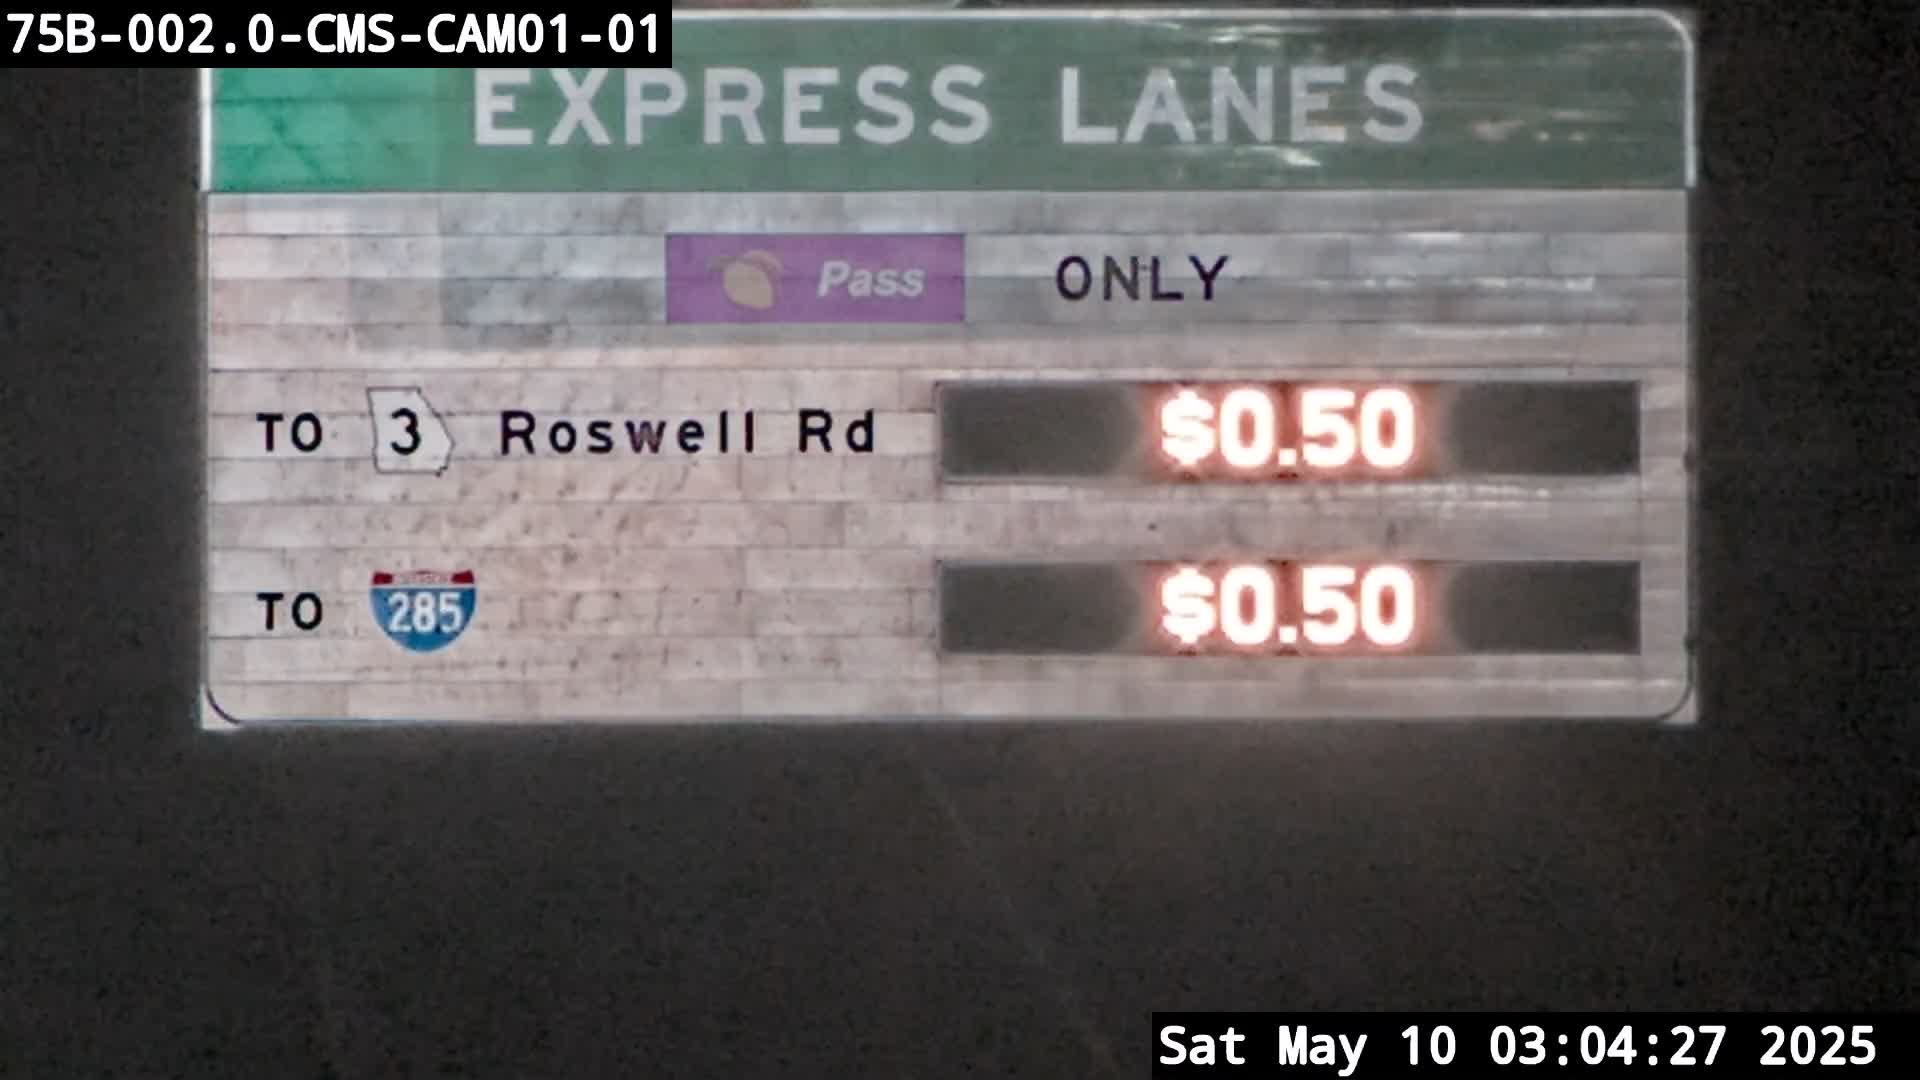 75B-002.0-CMS-CAM01-01
EXPRESS LANES
Pass ONLY
TO 3 Roswell Rd $0.50
TO 285 $0.50
Sat May 10 03:04:27 2025